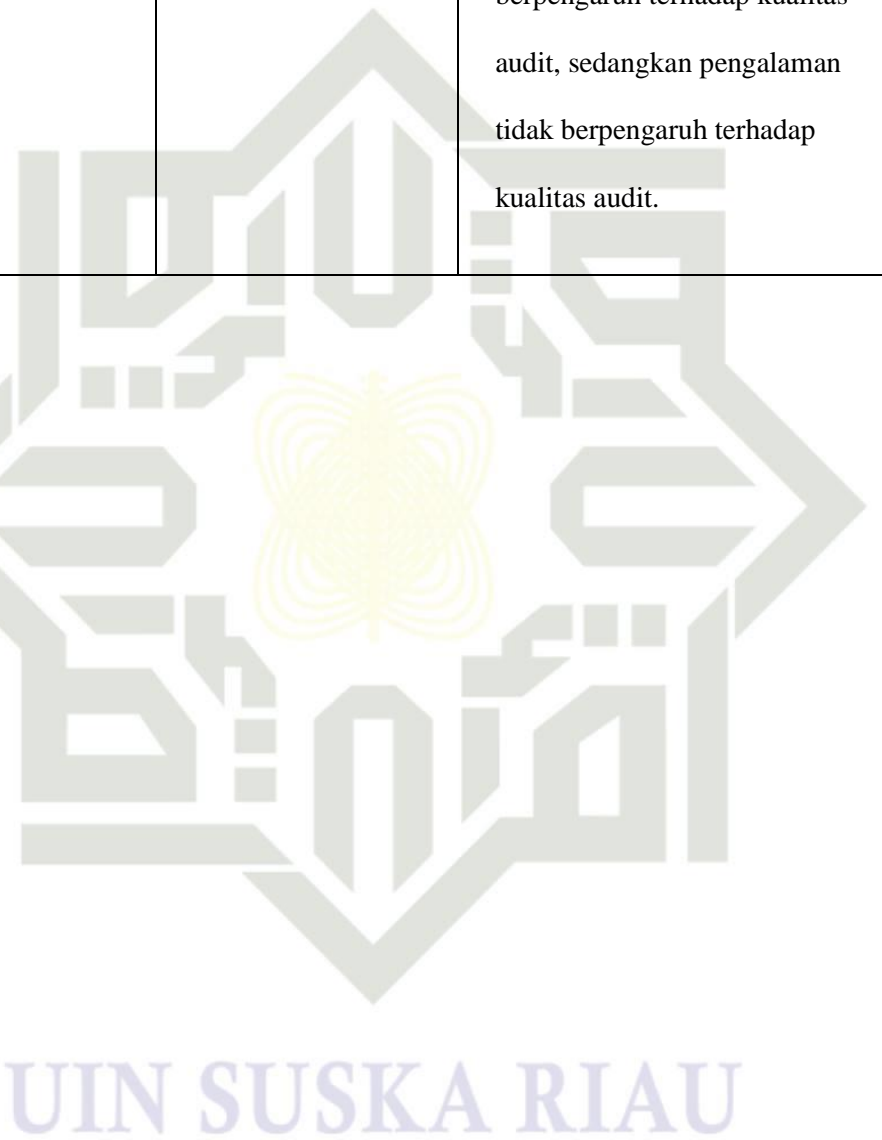 berpengaruh terhadap kualitas
audit, sedangkan pengalaman
tidak berpengaruh terhadap
kualitas audit.
UIN SUSKA RIAU